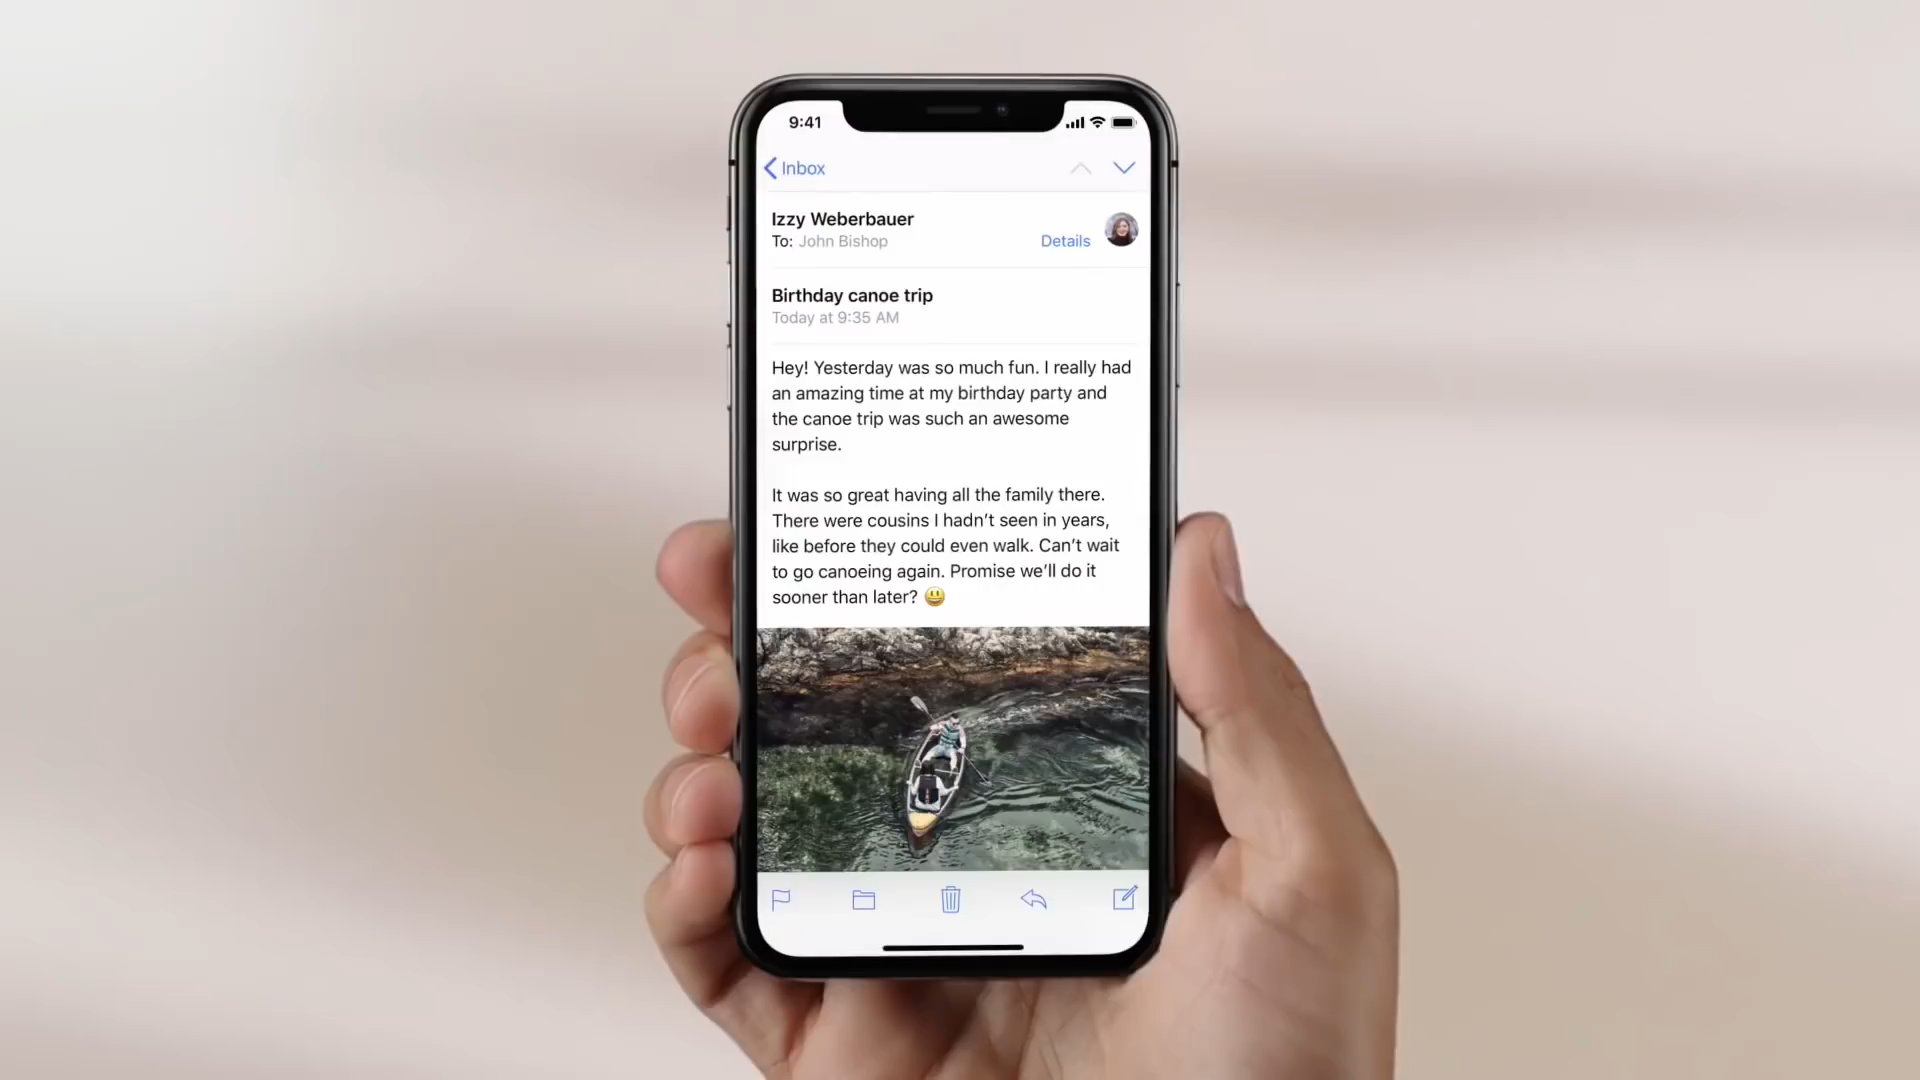 9:41
Inbox
Izzy Weberbauer
To: John Bishop
Details
Birthday canoe trip
Today at 9:35 AM
Hey! Yesterday was so much fun. I really had
an amazing time at my birthday party and
the canoe trip was such an awesome
surprise.
It was so great having all the family there.
There were cousins I hadn’t seen in years,
like before they could even walk. Can’t wait
to go canoeing again. Promise we’ll do it
sooner than later? 😃